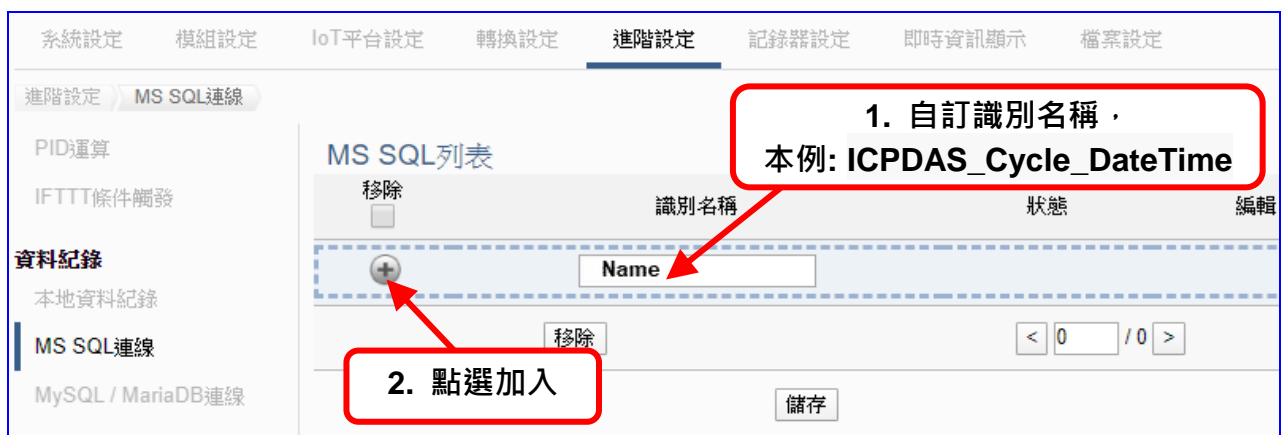 系統設定 模組設定 IoT平台設定 轉換設定 進階設定 記錄器設定 即時資訊顯示 檔案設定
進階設定 MS SQL連線
1. 自訂識別名稱，
本例: ICPDAS_Cycle_DateTime
PID運算
IFTTT條件觸發
資料紀錄
本地資料紀錄
MS SQL連線
MySQL / MariaDB連線
MS SQL列表
移除 識別名稱 狀態 編輯
Name
移除 < 0 / 0 >
2. 點選加入
儲存